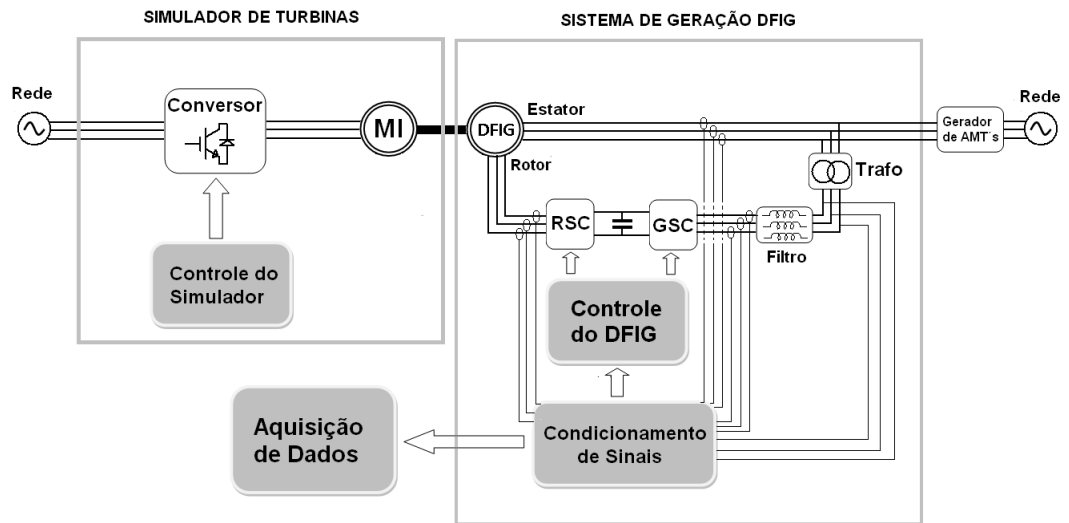 SIMULADOR DE TURBINAS
SISTEMA DE GERAÇÃO DFIG
Rede
Conversor
MI
DFIG
Estator
Rotor
Gerador
de AMT´s
Rede
Trafo
RSC
GSC
Filtro
Controle do
Simulador
Controle
do DFIG
Aquisição
de Dados
Condicionamento
de Sinais